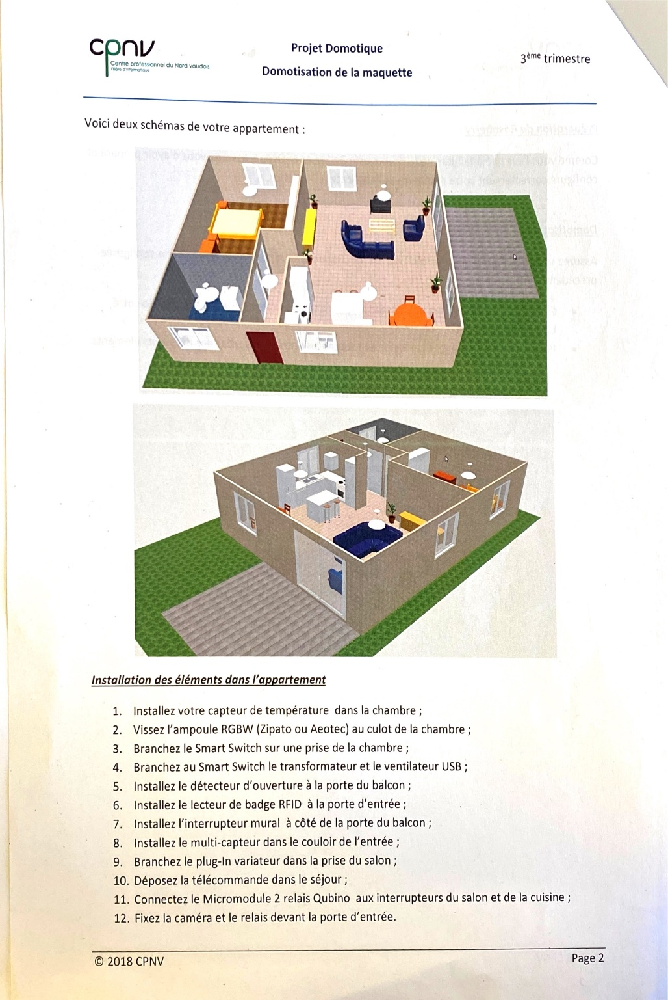 cpnv
Centre professionnel du Nord vaudois
Filière d'informatique
Projet Domotique
Domotisation de la maquette
3ème trimestre
Voici deux schémas de votre appartement :
Installation des éléments dans l'appartement
1. Installez votre capteur de température dans la chambre ;
2. Vissez l'ampoule RGBW (Zipato ou Aeotec) au culot de la chambre ;
3. Branchez le Smart Switch sur une prise de la chambre ;
4. Branchez au Smart Switch le transformateur et le ventilateur USB ;
5. Installez le détecteur d'ouverture à la porte du balcon ;
6. Installez le lecteur de badge RFID à la porte d'entrée ;
7. Installez l'interrupteur mural à côté de la porte du balcon ;
8. Installez le multi-capteur dans le couloir de l'entrée ;
9. Branchez le plug-In variateur dans la prise du salon ;
10. Déposez la télécommande dans le séjour ;
11. Connectez le Micromodule 2 relais Qubino aux interrupteurs du salon et de la cuisine ;
12. Fixez la caméra et le relais devant la porte d'entrée.
© 2018 CPNV
Page 2